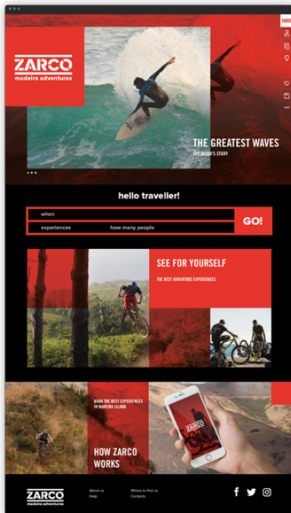 ZARCO
madeira adventures
THE GREATEST WAVES
hello traveller!
when
experiences
how many people
GO!
SEE FOR YOURSELF
THE BEST ADVENTURE EXPERIENCES
BOOK THE BEST EXPERIENCES
IN MADEIRA ISLAND
HOW ZARCO
WORKS
ZARCO
ZARCO
madeira adventures
About us
Help
Where to find us
Contacts